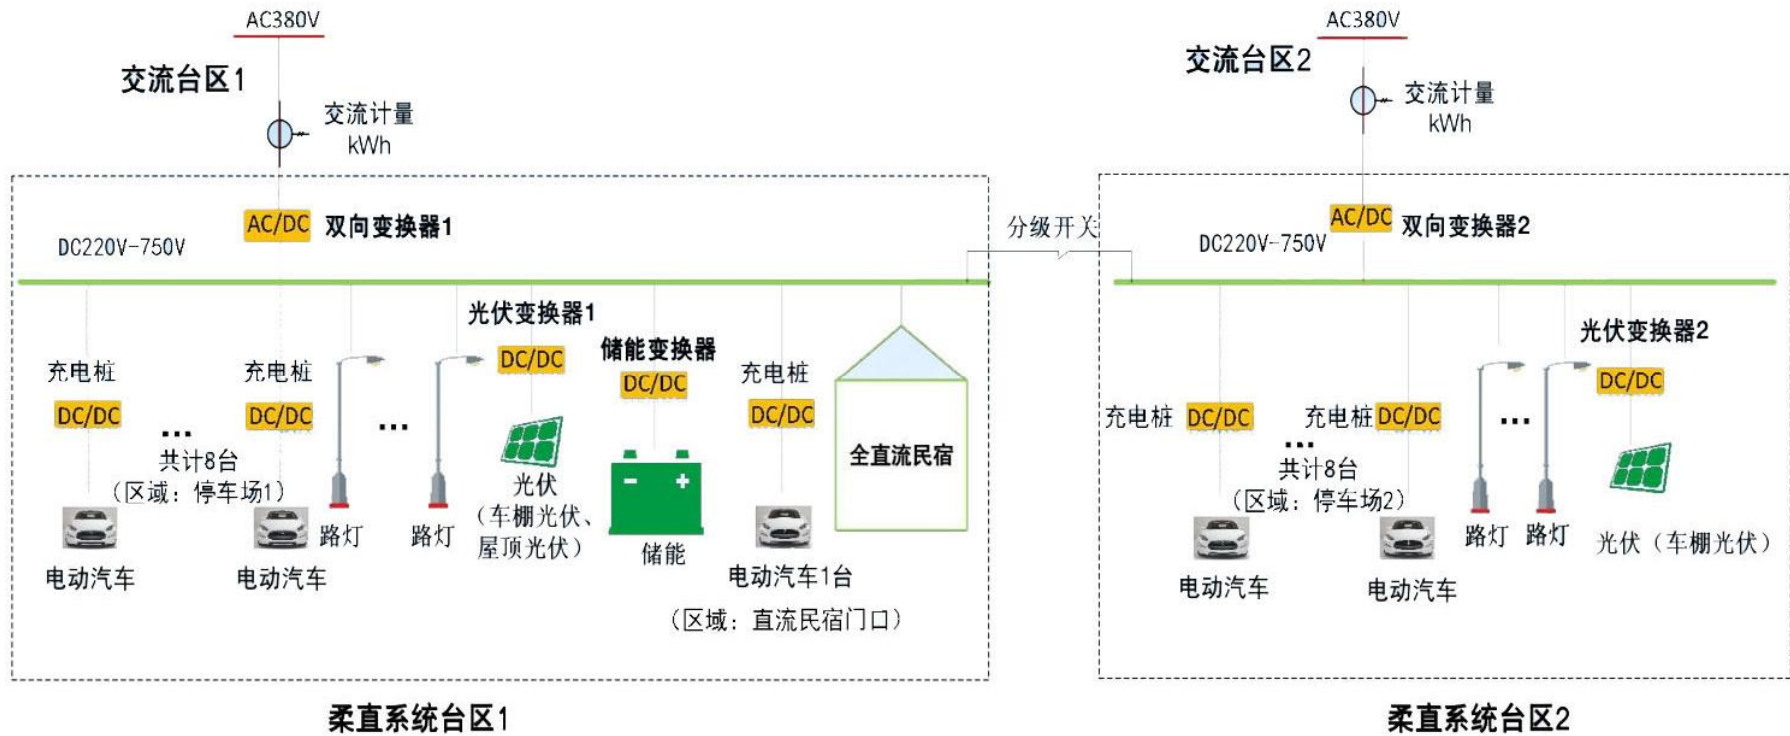 AC380V
交流台区1
交流计量
kWh
AC/DC
双向变换器1
DC220V-750V
充电桩
DC/DC
...
共计8台
（区域：停车场1）
电动汽车
充电桩
DC/DC
电动汽车
路灯
...
路灯
光伏变换器1
DC/DC
光伏
（车棚光伏、
屋顶光伏）
储能变换器
DC/DC
储能
充电桩
DC/DC
电动汽车1台
（区域：直流民宿门口）
全直流民宿
柔直系统台区1
分级开关
AC380V
交流台区2
交流计量
kWh
AC/DC
双向变换器2
DC220V-750V
充电桩
DC/DC
...
共计8台
（区域：停车场2）
电动汽车
充电桩
DC/DC
电动汽车
路灯
...
路灯
光伏变换器2
DC/DC
光伏（车棚光伏）
柔直系统台区2